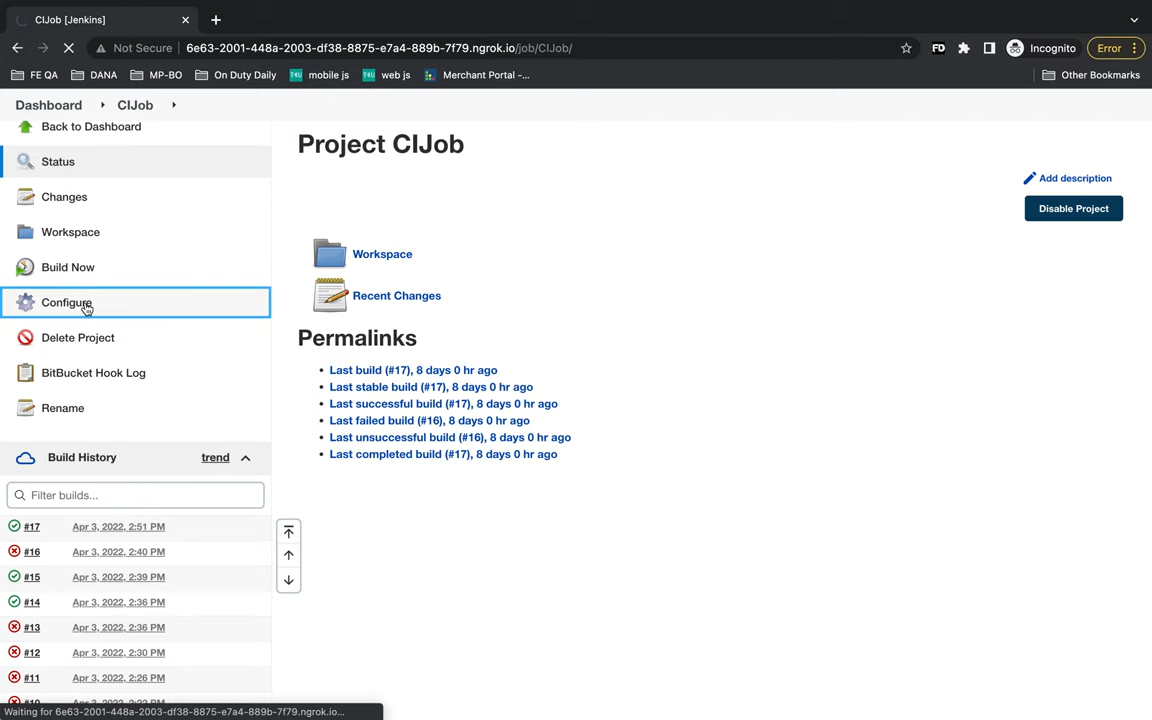 CIJob [Jenkins]
Not Secure
6e63-2001-448a-2003-df38-8875-e7a4-889b-7f79.ngrok.io/job/CIJob/
FD
Incognito
Error
FE QA
DANA
MP-BO
On Duty Daily
T4U
mobile js
T4U
web js
Merchant Portal -...
Other Bookmarks
Dashboard
CIJob
Back to Dashboard
Status
Changes
Workspace
Build Now
Configure
Delete Project
BitBucket Hook Log
Rename
Build History
trend
Filter builds...
#17 Apr 3, 2022, 2:51 PM
#16 Apr 3, 2022, 2:40 PM
#15 Apr 3, 2022, 2:39 PM
#14 Apr 3, 2022, 2:36 PM
#13 Apr 3, 2022, 2:36 PM
#12 Apr 3, 2022, 2:30 PM
#11 Apr 3, 2022, 2:26 PM
Waiting for 6e63-2001-448a-2003-df38-8875-e7a4-889b-7f79.ngrok.io...
Project CIJob
Add description
Disable Project
Workspace
Recent Changes
Permalinks
Last build (#17), 8 days 0 hr ago
Last stable build (#17), 8 days 0 hr ago
Last successful build (#17), 8 days 0 hr ago
Last failed build (#16), 8 days 0 hr ago
Last unsuccessful build (#16), 8 days 0 hr ago
Last completed build (#17), 8 days 0 hr ago